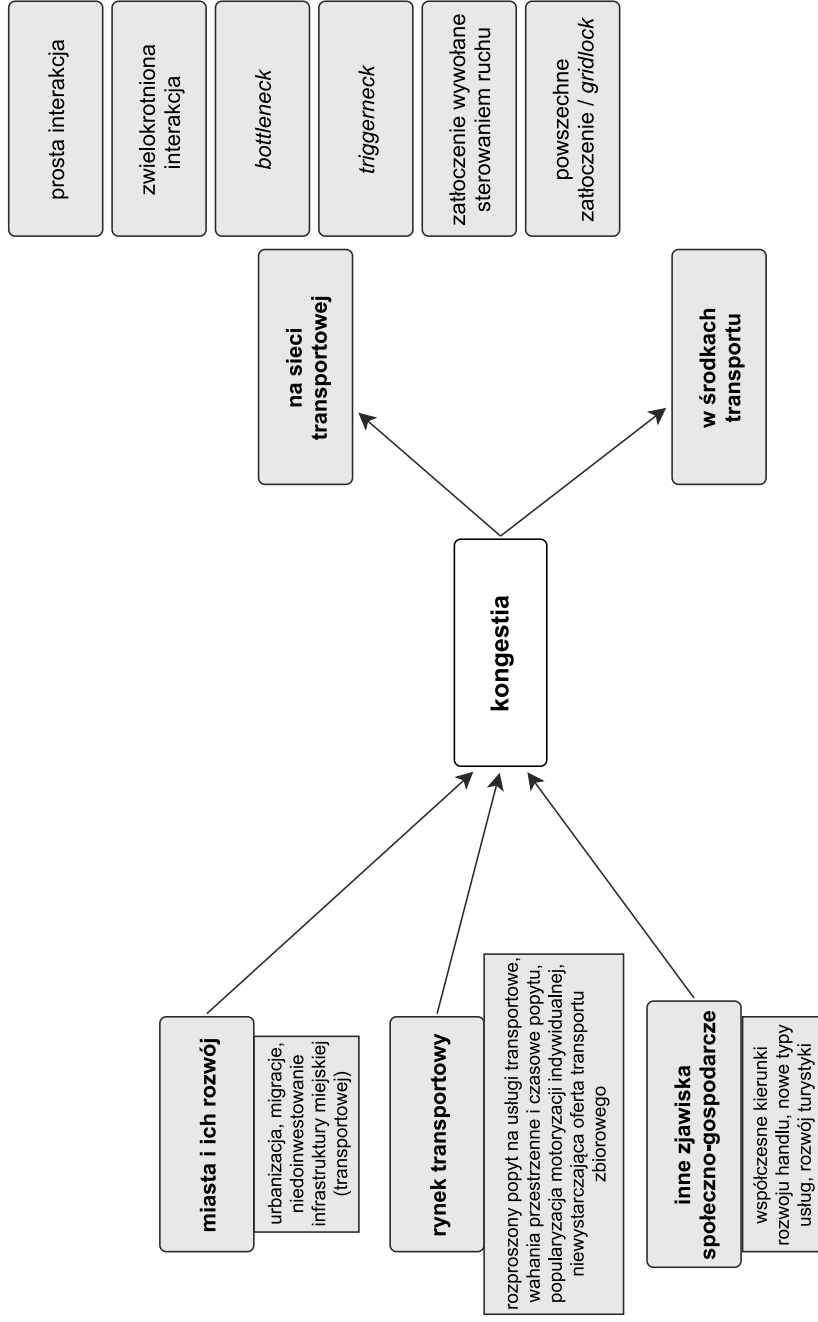 miasta i ich rozwój
urbanizacja, migracje,
niedoinwestowanie
infrastruktury miejskiej
(transportowej)
rynek transportowy
rozproszony popyt na usługi transportowe,
wahania przestrzenne i czasowe popytu,
popularyzacja motoryzacji indywidualnej,
niewystarczająca oferta transportu
zbiorowego
inne zjawiska
społeczno-gospodarcze
współczesne kierunki
rozwoju handlu, nowe typy
usług, rozwój turystyki
kongestia
na sieci
transportowej
w środkach
transportu
prosta interakcja
zwielokrotniona
interakcja
bottleneck
triggerneck
zatłoczenie wywołane
sterowaniem ruchu
powszechne
zatłoczenie / gridlock